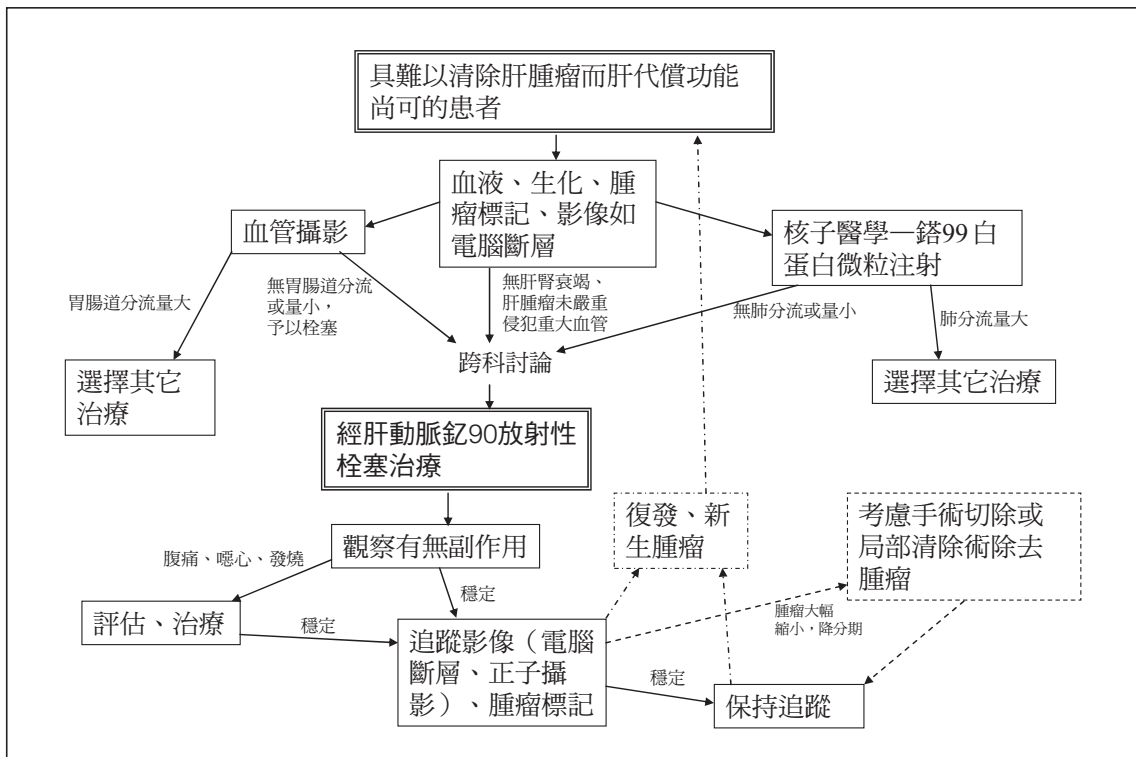 具難以清除肝腫瘤而肝代償功能
尚可的患者
血液、生化、腫
瘤標記、影像如
電腦斷層
血管攝影
核子醫學—鎝99白
蛋白微粒注射
胃腸道分流量大
無胃腸道分流
或量小，
予以栓塞
無肝腎衰竭、
肝腫瘤未嚴重
侵犯重大血管
無肺分流或量小
肺分流量大
選擇其它
治療
跨科討論
選擇其它治療
經肝動脈釔90放射性
栓塞治療
復發、新
生腫瘤
考慮手術切除或
局部清除術除去
腫瘤
觀察有無副作用
腹痛、噁心、發燒
穩定
評估、治療
穩定
追蹤影像（電腦
斷層、正子攝
影）、腫瘤標記
腫瘤大幅
縮小，降分期
穩定
保持追蹤